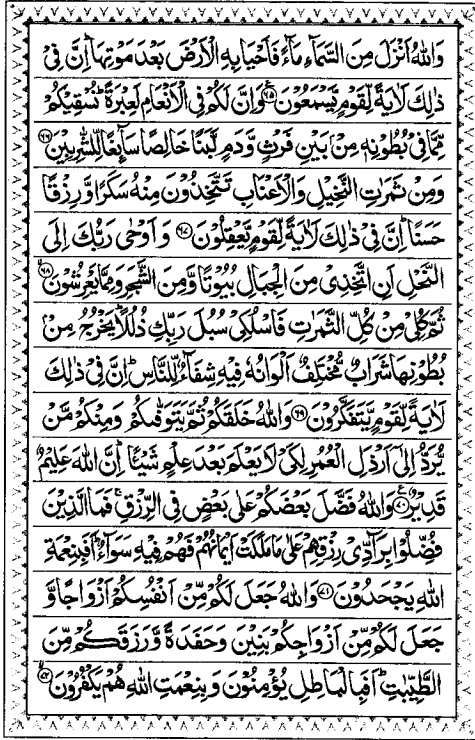 وَاللّٰهُ اَنْزَلَ مِنَ السَّمَآءِ مَآءً فَاَحْيَا بِهِ الْاَرْضَ بَعْدَ مَوْتِهَا ؕ اِنَّ فِیْ
ذٰلِكَ لَاٰیَةً لِّقَوْمٍ یَّسْمَعُوْنَ ﴿۶۵﴾ وَاِنَّ لَكُمْ فِی الْاَنْعَامِ لَعِبْرَةً ؕ نُسْقِیْكُمْ
مِّمَّا فِیْ بُطُوْنِهٖ مِنْۢ بَیْنِ فَرْثٍ وَّدَمٍ لَّبَنًا خَالِصًا سَآئِغًا لِّلشّٰرِبِیْنَ ﴿۶۶﴾
وَمِنْ ثَمَرٰتِ النَّخِیْلِ وَالْاَعْنَابِ تَتَّخِذُوْنَ مِنْهُ سَكَرًا وَّرِزْقًا
حَسَنًا ؕ اِنَّ فِیْ ذٰلِكَ لَاٰیَةً لِّقَوْمٍ یَّعْقِلُوْنَ ﴿۶۷﴾ وَاَوْحٰی رَبُّكَ اِلَی
النَّحْلِ اَنِ اتَّخِذِیْ مِنَ الْجِبَالِ بُیُوْتًا وَّمِنَ الشَّجَرِ وَمِمَّا یَعْرِشُوْنَ ﴿۶۸﴾
ثُمَّ كُلِیْ مِنْ كُلِّ الثَّمَرٰتِ فَاسْلُكِیْ سُبُلَ رَبِّكِ ذُلُلًا ؕ یَخْرُجُ مِنْۢ
بُطُوْنِهَا شَرَابٌ مُّخْتَلِفٌ اَلْوَانُهٗ فِیْهِ شِفَآءٌ لِّلنَّاسِ ؕ اِنَّ فِیْ ذٰلِكَ
لَاٰیَةً لِّقَوْمٍ یَّتَفَكَّرُوْنَ ﴿۶۹﴾ وَاللّٰهُ خَلَقَكُمْ ثُمَّ یَتَوَفّٰىكُمْ وَمِنْكُمْ مَّنْ
یُّرَدُّ اِلٰۤی اَرْذَلِ الْعُمُرِ لِكَیْ لَا یَعْلَمَ بَعْدَ عِلْمٍ شَیْئًا ؕ اِنَّ اللّٰهَ عَلِیْمٌ
قَدِیْرٌ ﴿۷۰﴾ وَاللّٰهُ فَضَّلَ بَعْضَكُمْ عَلٰی بَعْضٍ فِی الرِّزْقِ ۚ فَمَا الَّذِیْنَ
فُضِّلُوْا بِرَآدِّیْ رِزْقِهِمْ عَلٰی مَا مَلَكَتْ اَیْمَانُهُمْ فَهُمْ فِیْهِ سَوَآءٌ ؕ اَفَبِنِعْمَةِ
اللّٰهِ یَجْحَدُوْنَ ﴿۷۱﴾ وَاللّٰهُ جَعَلَ لَكُمْ مِّنْ اَنْفُسِكُمْ اَزْوَاجًا وَّ
جَعَلَ لَكُمْ مِّنْ اَزْوَاجِكُمْ بَنِیْنَ وَحَفَدَةً وَّرَزَقَكُمْ مِّنَ
الطَّیِّبٰتِ ؕ اَفَبِالْبَاطِلِ یُؤْمِنُوْنَ وَبِنِعْمَتِ اللّٰهِ هُمْ یَكْفُرُوْنَ ﴿۷۲﴾